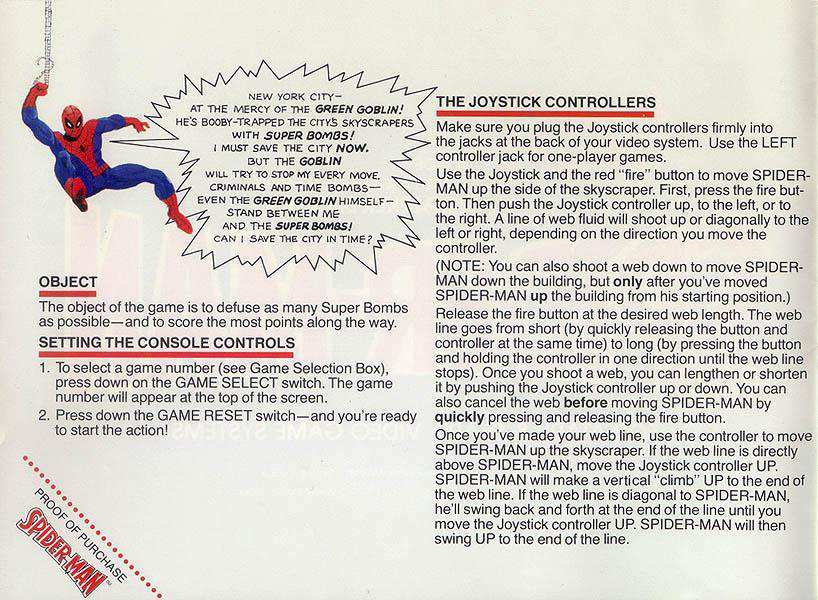 NEW YORK CITY—
AT THE MERCY OF THE GREEN GOBLIN!
HE'S BOOBY-TRAPPED THE CITY'S SKYSCRAPERS
WITH SUPER BOMBS!
I MUST SAVE THE CITY NOW.
BUT THE GOBLIN
WILL TRY TO STOP MY EVERY MOVE.
CRIMINALS AND TIME BOMBS—
EVEN THE GREEN GOBLIN HIMSELF—
STAND BETWEEN ME
AND THE SUPER BOMBS!
CAN I SAVE THE CITY IN TIME?
OBJECT
The object of the game is to defuse as many Super Bombs
as possible—and to score the most points along the way.
SETTING THE CONSOLE CONTROLS
1. To select a game number (see Game Selection Box),
press down on the GAME SELECT switch. The game
number will appear at the top of the screen.
2. Press down the GAME RESET switch—and you're ready
to start the action!
PROOF OF PURCHASE
SPIDER-MAN™
THE JOYSTICK CONTROLLERS
Make sure you plug the Joystick controllers firmly into
the jacks at the back of your video system. Use the LEFT
controller jack for one-player games.
Use the Joystick and the red "fire" button to move SPIDER-
MAN up the side of the skyscraper. First, press the fire but-
ton. Then push the Joystick controller up, to the left, or to
the right. A line of web fluid will shoot up or diagonally to the
left or right, depending on the direction you move the
controller.
(NOTE: You can also shoot a web down to move SPIDER-
MAN down the building, but only after you've moved
SPIDER-MAN up the building from his starting position.)
Release the fire button at the desired web length. The web
line goes from short (by quickly releasing the button and
controller at the same time) to long (by pressing the button
and holding the controller in one direction until the web line
stops). Once you shoot a web, you can lengthen or shorten
it by pushing the Joystick controller up or down. You can
also cancel the web before moving SPIDER-MAN by
quickly pressing and releasing the fire button.
Once you've made your web line, use the controller to move
SPIDER-MAN up the skyscraper. If the web line is directly
above SPIDER-MAN, move the Joystick controller UP.
SPIDER-MAN will make a vertical "climb" UP to the end of
the web line. If the web line is diagonal to SPIDER-MAN,
he'll swing back and forth at the end of the line until you
move the Joystick controller UP. SPIDER-MAN will then
swing UP to the end of the line.